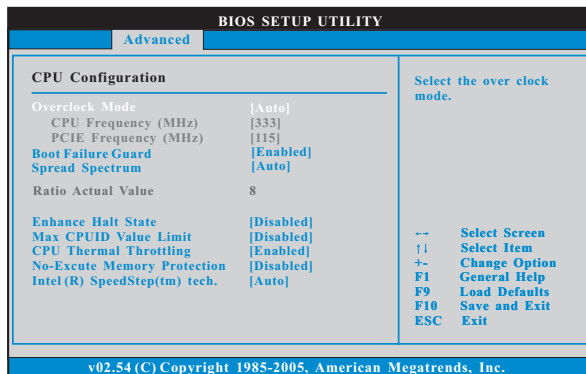 BIOS SETUP UTILITY
Advanced
CPU Configuration
Overclock Mode [Auto]
CPU Frequency (MHz) [333]
PCIE Frequency (MHz) [115]
Boot Failure Guard [Enabled]
Spread Spectrum [Auto]
Ratio Actual Value 8
Enhance Halt State [Disabled]
Max CPUID Value Limit [Disabled]
CPU Thermal Throttling [Enabled]
No-Excute Memory Protection [Disabled]
Intel (R) SpeedStep(tm) tech. [Auto]
Select the over clock
mode.
←→ Select Screen
↑↓ Select Item
+- Change Option
F1 General Help
F9 Load Defaults
F10 Save and Exit
ESC Exit
v02.54 (C) Copyright 1985-2005, American Megatrends, Inc.